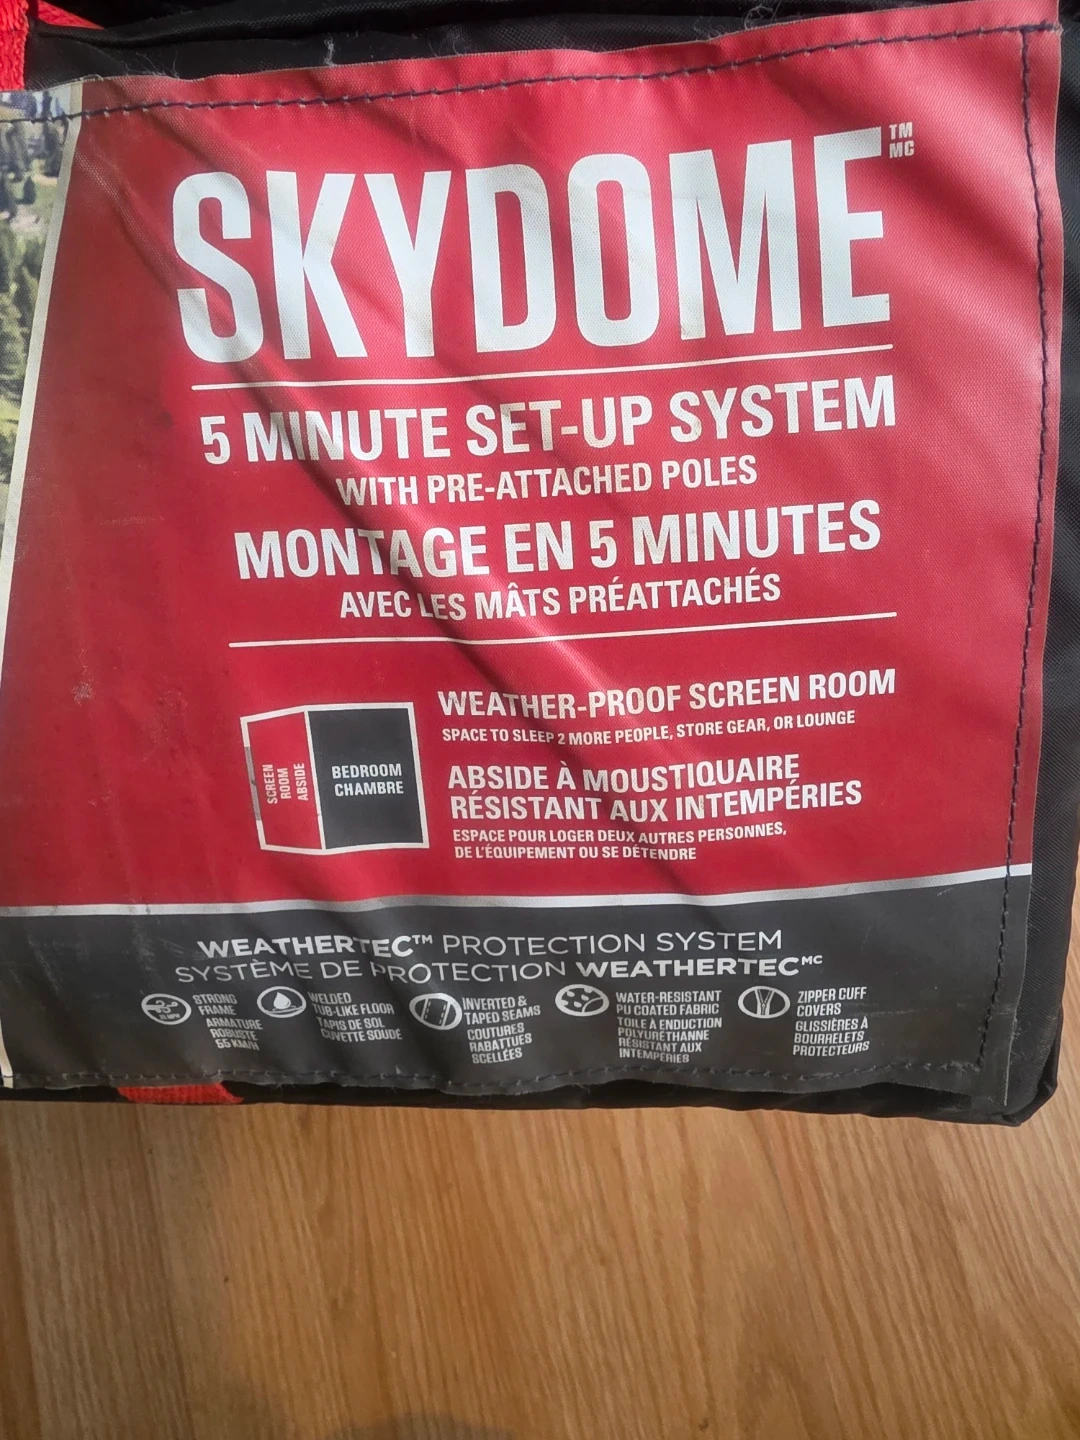 SKYDOME
TM
MC
5 MINUTE SET-UP SYSTEM
WITH PRE-ATTACHED POLES
MONTAGE EN 5 MINUTES
AVEC LES MÂTS PRÉATTACHÉS
SCREEN
ROOM
ABSIDE
BEDROOM
CHAMBRE
WEATHER-PROOF SCREEN ROOM
SPACE TO SLEEP 2 MORE PEOPLE, STORE GEAR, OR LOUNGE
ABSIDE À MOUSTIQUAIRE
RÉSISTANT AUX INTEMPÉRIES
ESPACE POUR LOGER DEUX AUTRES PERSONNES,
DE L'ÉQUIPEMENT OU SE DÉTENDRE
WEATHERTEC™ PROTECTION SYSTEM
SYSTÈME DE PROTECTION WEATHERTEC MC
STRONG
FRAME
ARMATURE
ROBUSTE
55 KM/H
WELDED
TUB-LIKE FLOOR
TAPIS DE SOL
CUVETTE SOUDÉ
INVERTED &
TAPED SEAMS
COUTURES
RABATTUES
SCELLÉES
WATER-RESISTANT
PU COATED FABRIC
TOILE À ENDUCTION
POLYURÉTHANNE
RÉSISTANT AUX
INTEMPÉRIES
ZIPPER CUFF
COVERS
GLISSIÈRES À
BOURRELETS
PROTECTEURS